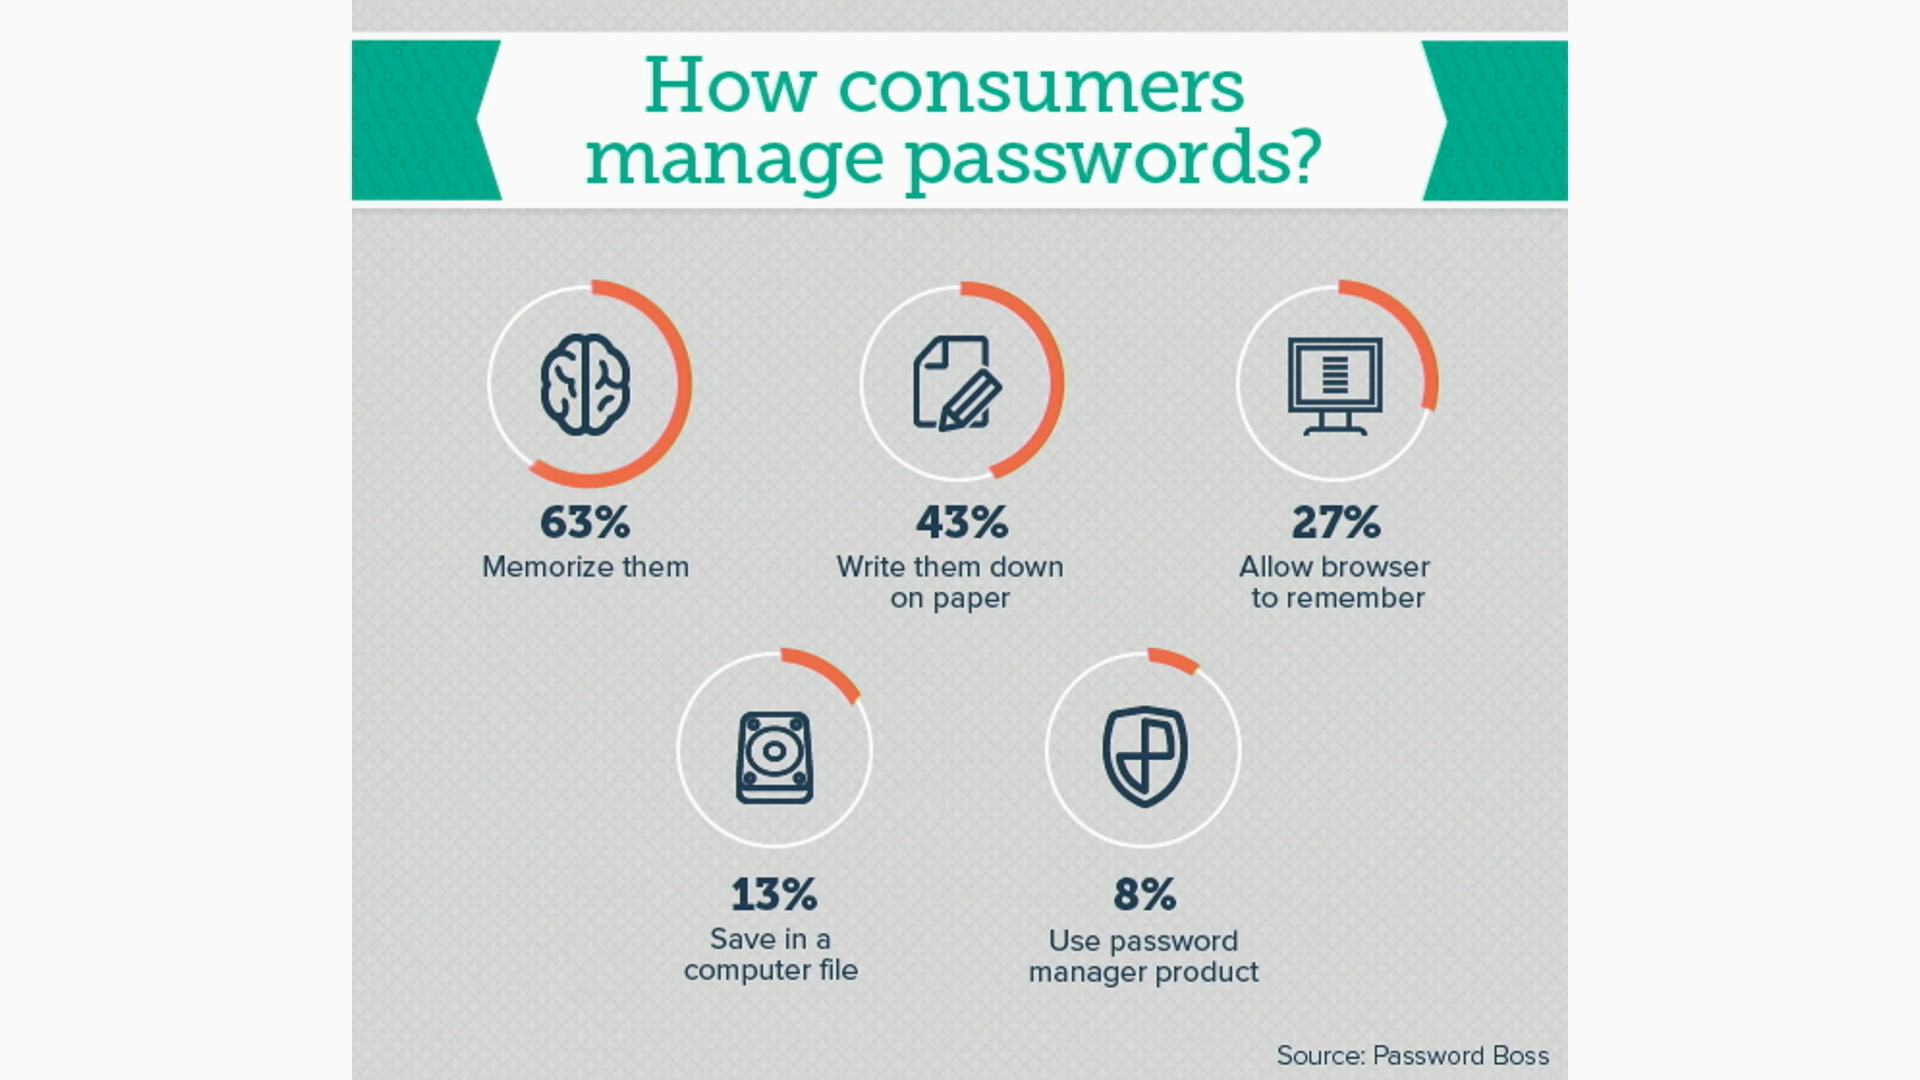 How consumers
manage passwords?
63%
Memorize them
43%
Write them down
on paper
27%
Allow browser
to remember
13%
Save in a
computer file
8%
Use password
manager product
Source: Password Boss